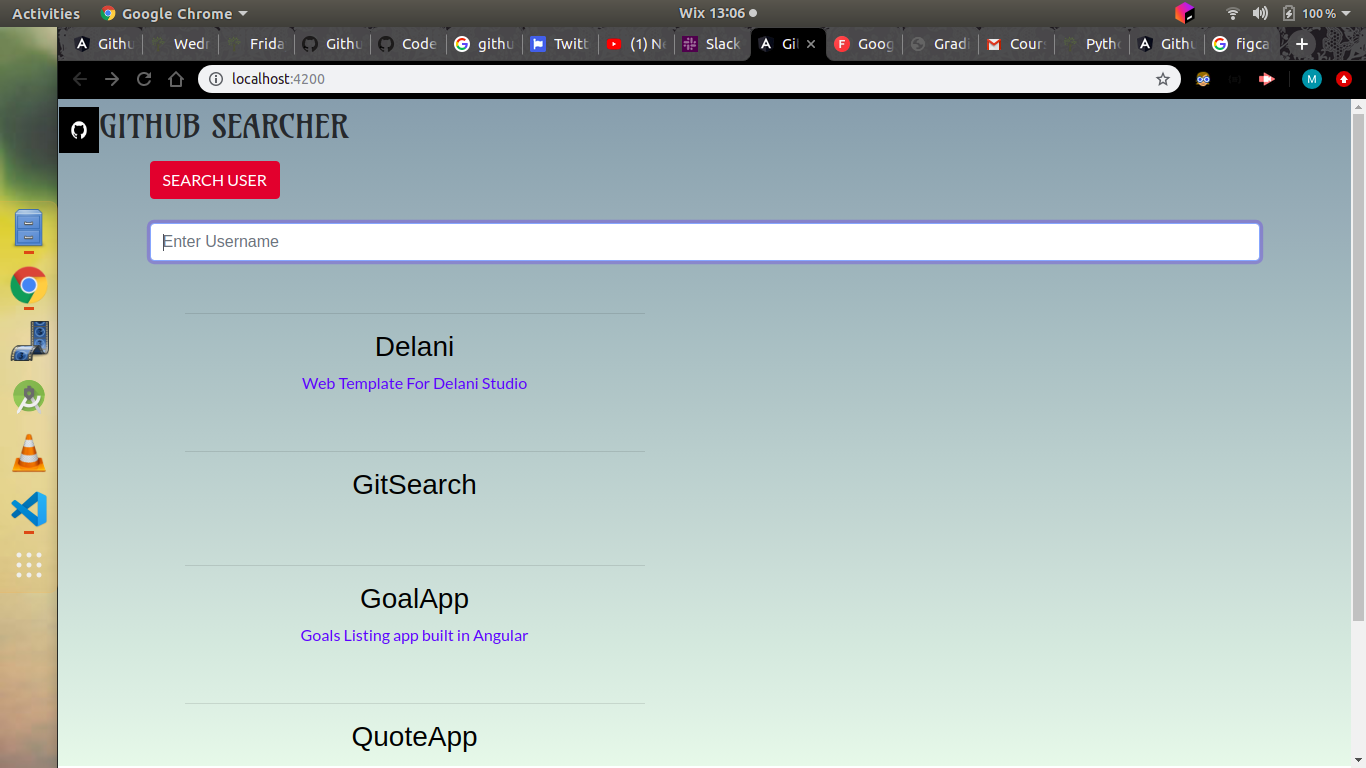 Activities
Google Chrome
Wix 13:06
100 %
Githu
Wedn
Frida
Githu
Code
githu
Twitt
(1) Ne
Slack
Gi
Goog
Gradi
Cours
Pytho
Githu
figca
localhost:4200
M
GITHUB SEARCHER
SEARCH USER
Enter Username
Delani
Web Template For Delani Studio
GitSearch
GoalApp
Goals Listing app built in Angular
QuoteApp